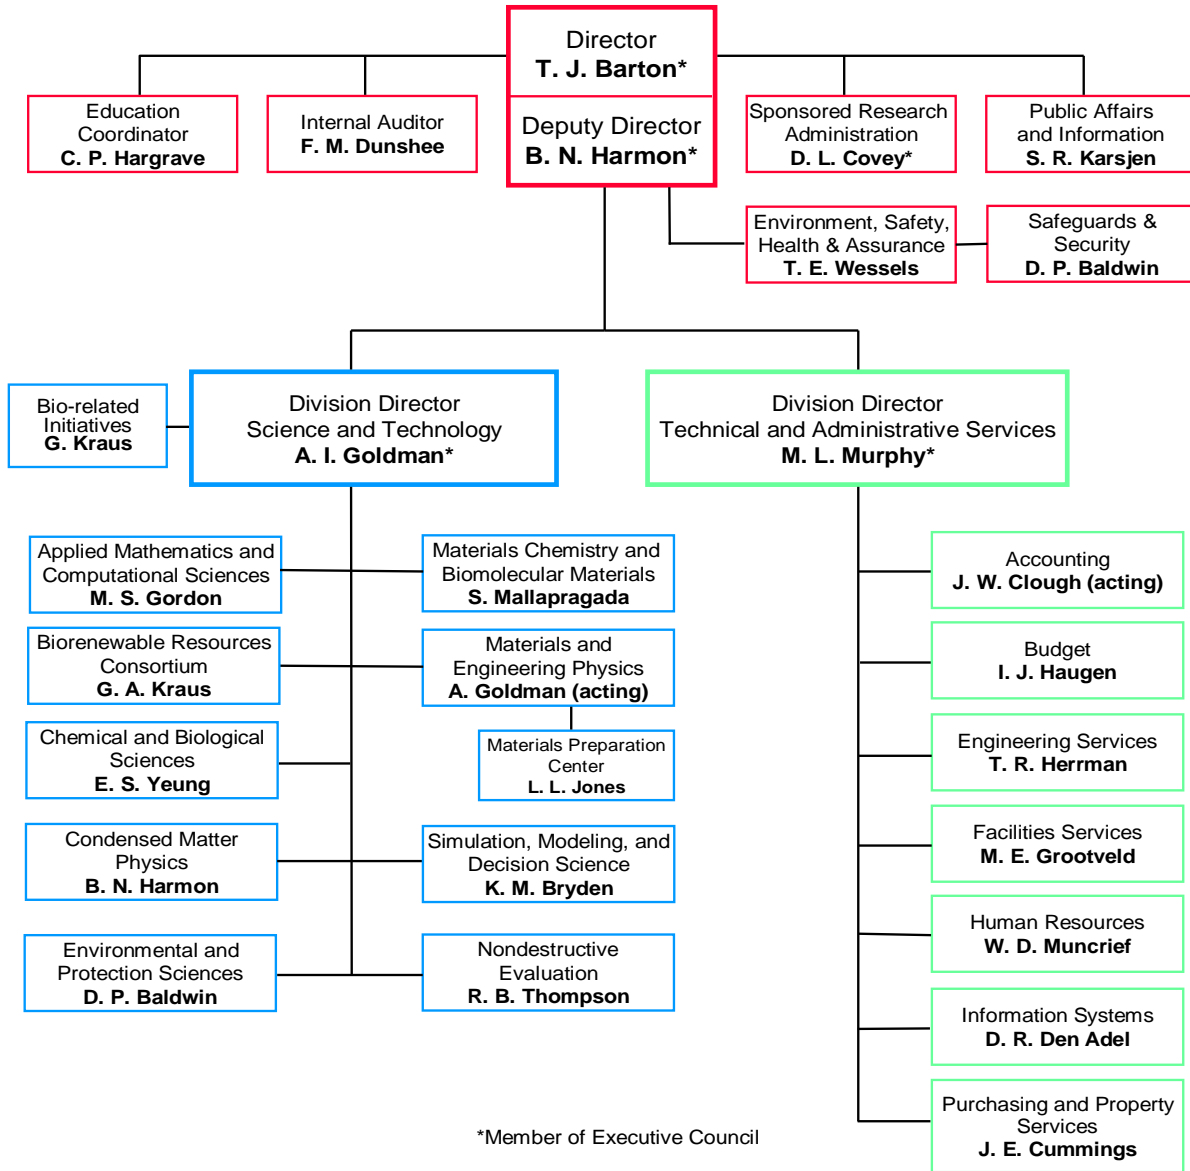 Director
T. J. Barton*
Deputy Director
B. N. Harmon*
Education
Coordinator
C. P. Hargrave
Internal Auditor
F. M. Dunshee
Sponsored Research
Administration
D. L. Covey*
Public Affairs
and Information
S. R. Karsjen
Environment, Safety,
Health & Assurance
T. E. Wessels
Safeguards &
Security
D. P. Baldwin
Bio-related
Initiatives
G. Kraus
Division Director
Science and Technology
A. I. Goldman*
Division Director
Technical and Administrative Services
M. L. Murphy*
Applied Mathematics and
Computational Sciences
M. S. Gordon
Materials Chemistry and
Biomolecular Materials
S. Mallapragada
Biorenewable Resources
Consortium
G. A. Kraus
Materials and
Engineering Physics
A. Goldman (acting)
Chemical and Biological
Sciences
E. S. Yeung
Materials Preparation
Center
L. L. Jones
Condensed Matter
Physics
B. N. Harmon
Simulation, Modeling, and
Decision Science
K. M. Bryden
Environmental and
Protection Sciences
D. P. Baldwin
Nondestructive
Evaluation
R. B. Thompson
Accounting
J. W. Clough (acting)
Budget
I. J. Haugen
Engineering Services
T. R. Herrman
Facilities Services
M. E. Grootveld
Human Resources
W. D. Muncrief
Information Systems
D. R. Den Adel
Purchasing and Property
Services
J. E. Cummings
*Member of Executive Council